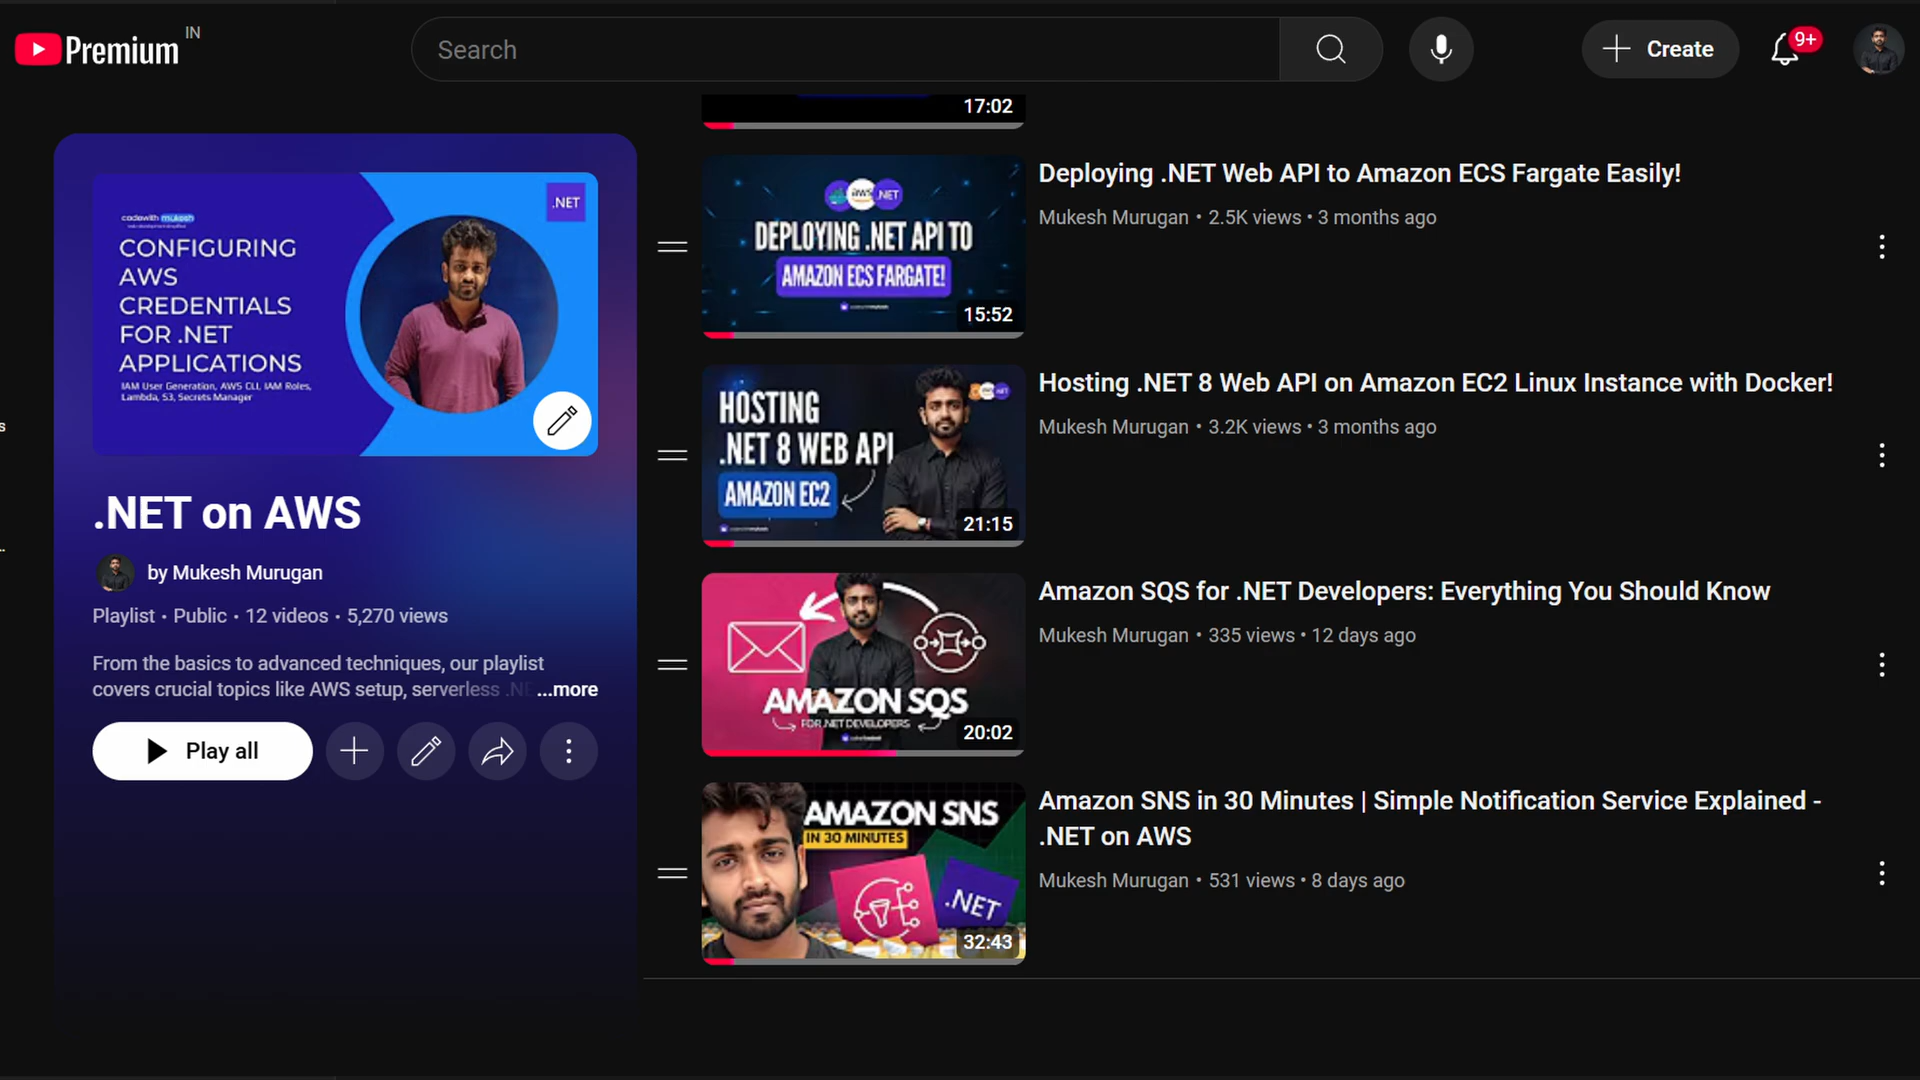 Premium IN
Search
Create
9+
17:02
codewith mukesh
CONFIGURING
AWS
CREDENTIALS
FOR .NET
APPLICATIONS
IAM User Generation, AWS CLI, IAM Roles,
Lambda, S3, Secrets Manager
.NET
.NET on AWS
by Mukesh Murugan
Playlist • Public • 12 videos • 5,270 views
From the basics to advanced techniques, our playlist
covers crucial topics like AWS setup, serverless .NE ...more
Play all
aws .NET
DEPLOYING .NET API TO
AMAZON ECS FARGATE!
15:52
Deploying .NET Web API to Amazon ECS Fargate Easily!
Mukesh Murugan • 2.5K views • 3 months ago
HOSTING
.NET 8 WEB API
AMAZON EC2
21:15
Hosting .NET 8 Web API on Amazon EC2 Linux Instance with Docker!
Mukesh Murugan • 3.2K views • 3 months ago
AMAZON SQS
FOR .NET DEVELOPERS
20:02
Amazon SQS for .NET Developers: Everything You Should Know
Mukesh Murugan • 335 views • 12 days ago
AMAZON SNS
IN 30 MINUTES
.NET
32:43
Amazon SNS in 30 Minutes | Simple Notification Service Explained -
.NET on AWS
Mukesh Murugan • 531 views • 8 days ago